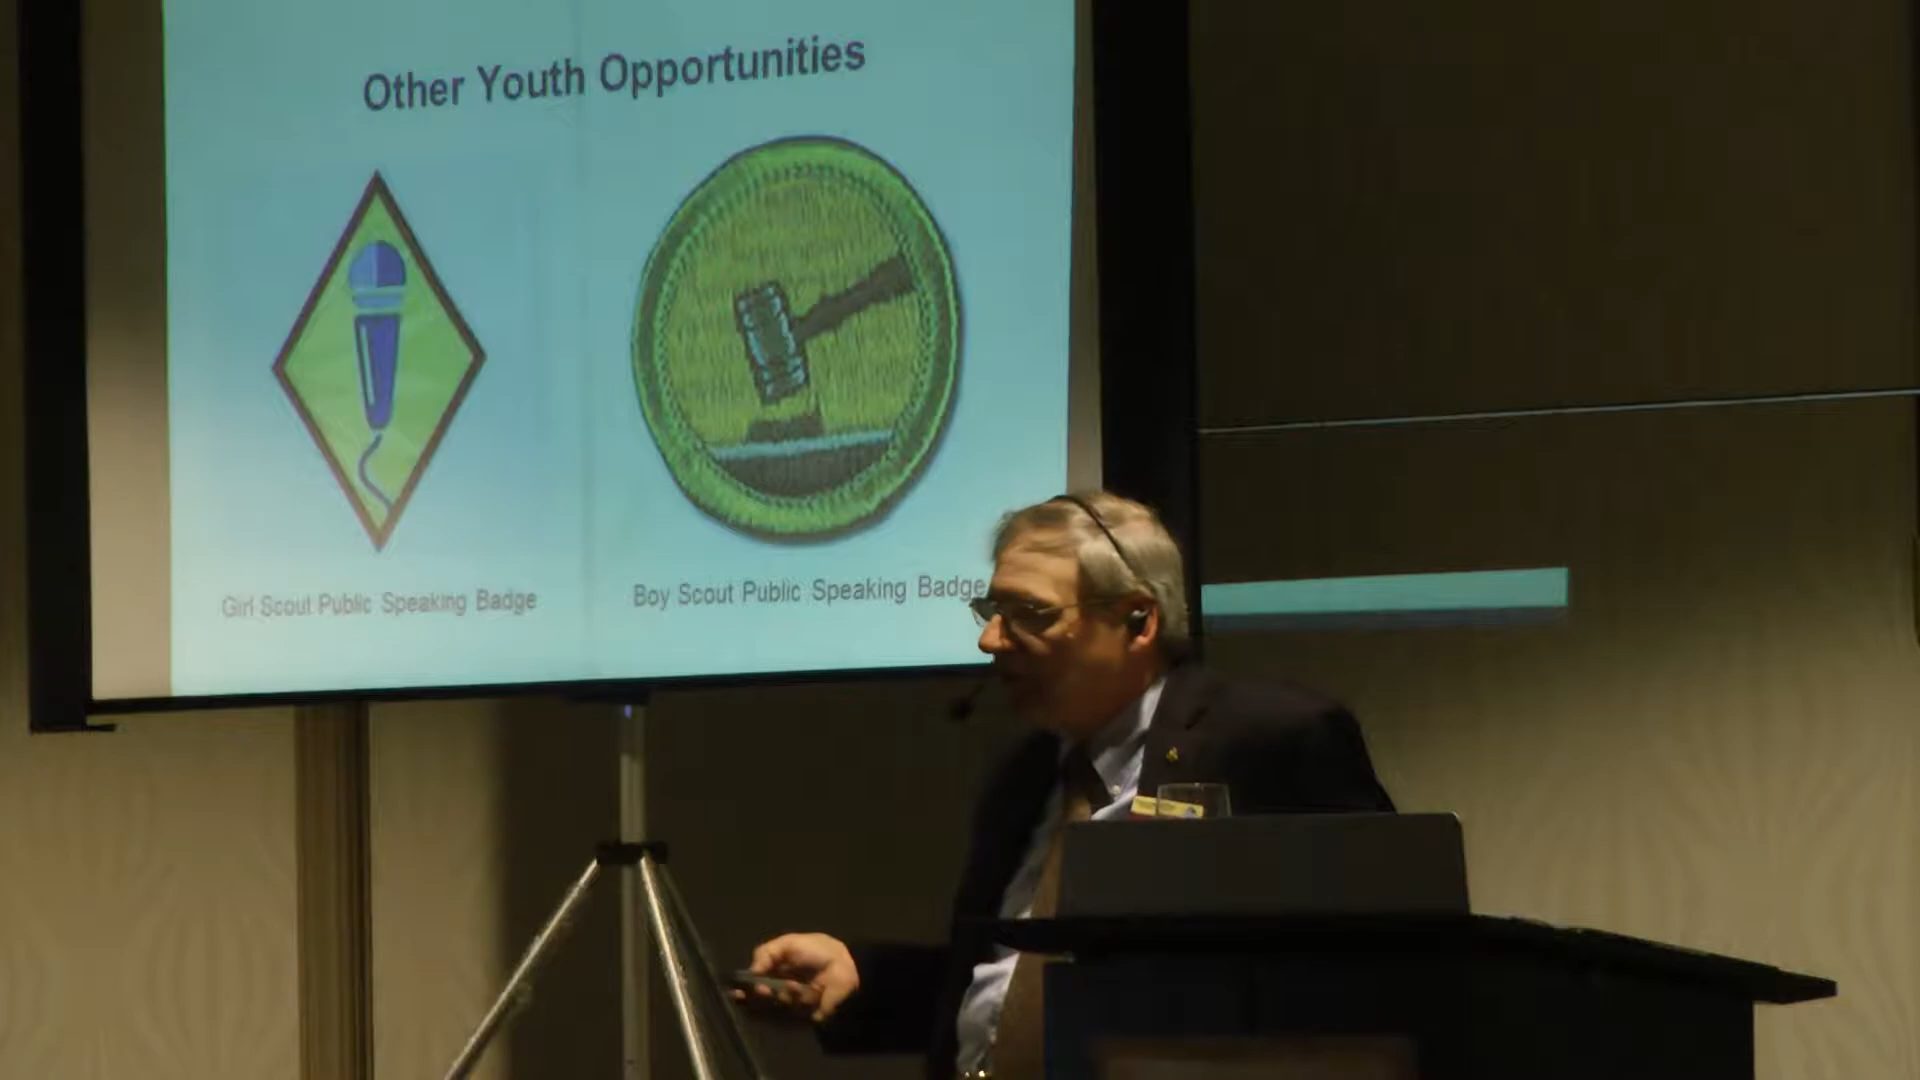 Other Youth Opportunities
Girl Scout Public Speaking Badge
Boy Scout Public Speaking Badge